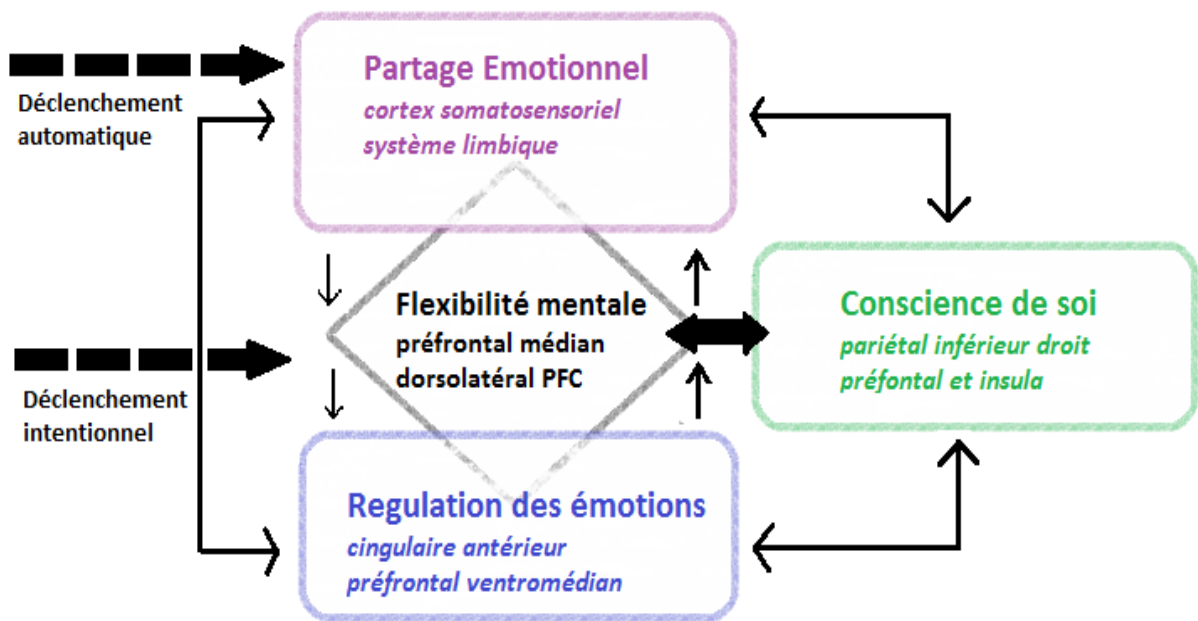 Partage Emotionnel
cortex somatosensoriel
système limbique
Déclenchement
automatique
Flexibilité mentale
préfrontal médian
dorsolatéral PFC
Conscience de soi
pariétal inférieur droit
préfontal et insula
Déclenchement
intentionnel
Regulation des émotions
cingulaire antérieur
préfrontal ventromédian